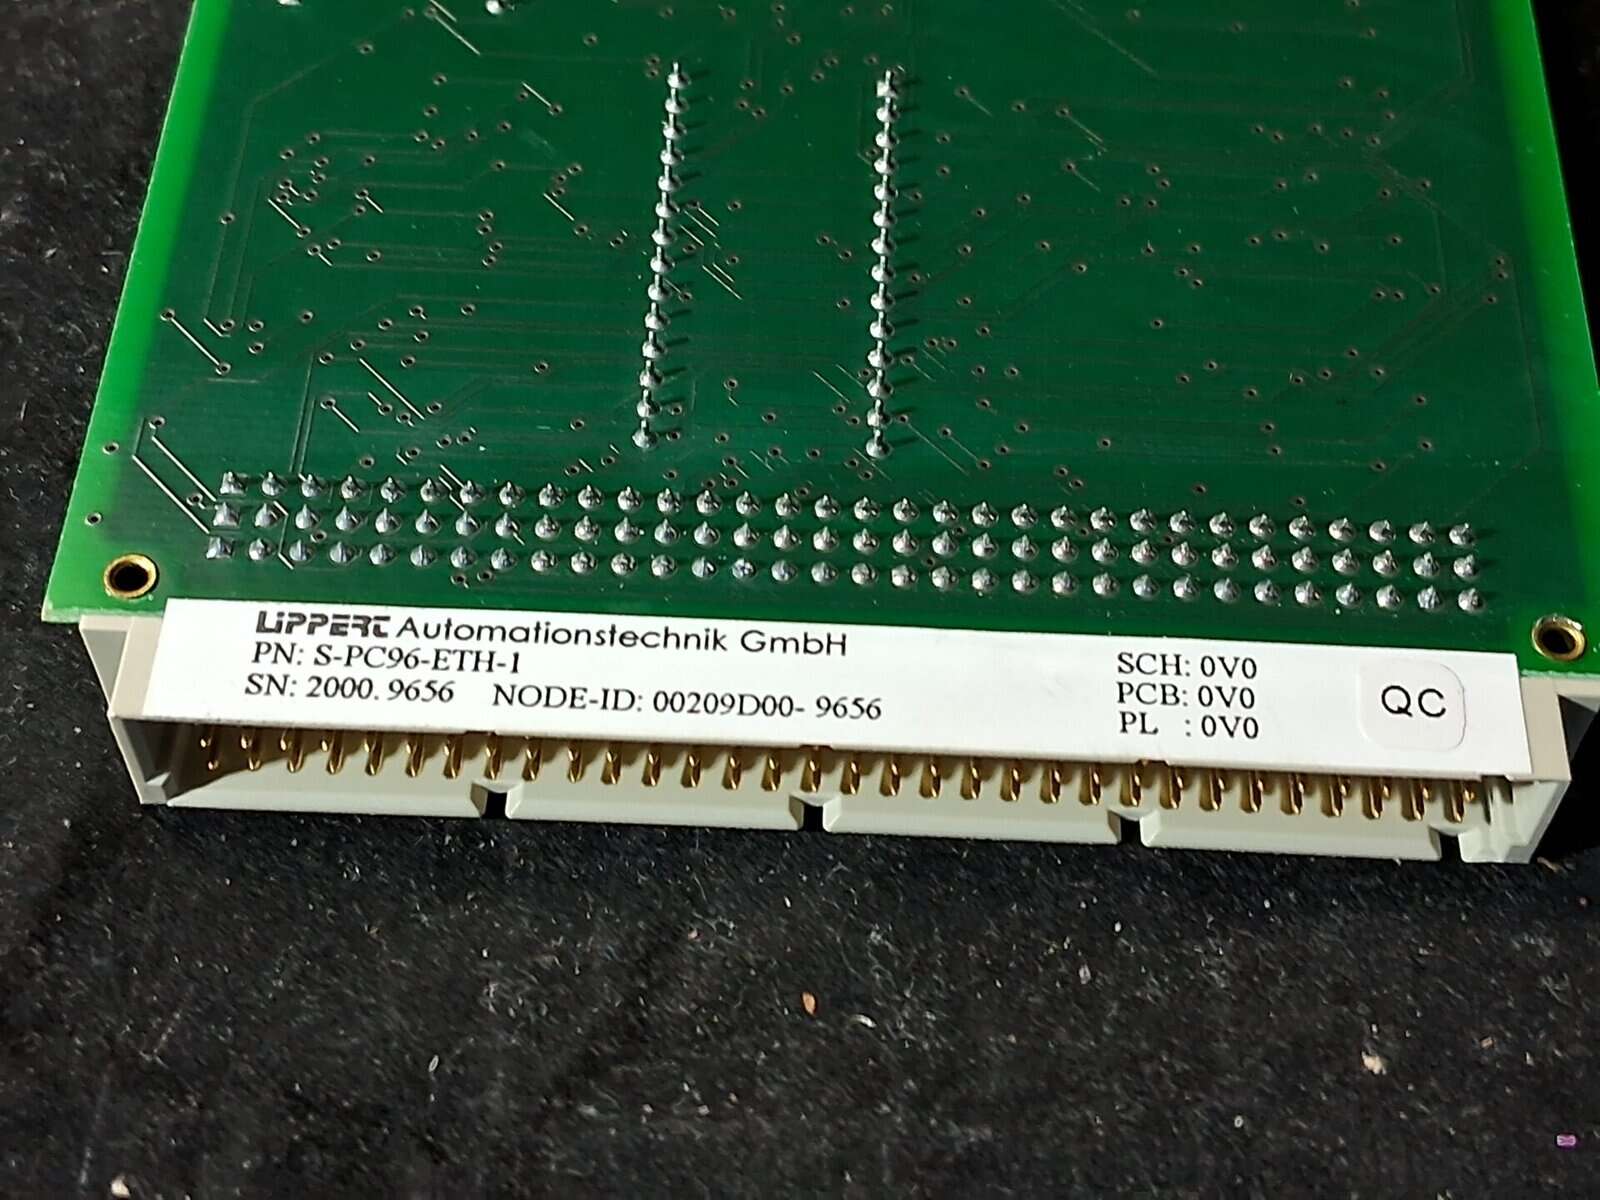 LiPPERT Automationstechnik GmbH
PN: S-PC96-ETH-1
SN: 2000. 9656 NODE-ID: 00209D00- 9656
SCH: 0V0
PCB: 0V0
PL : 0V0
QC